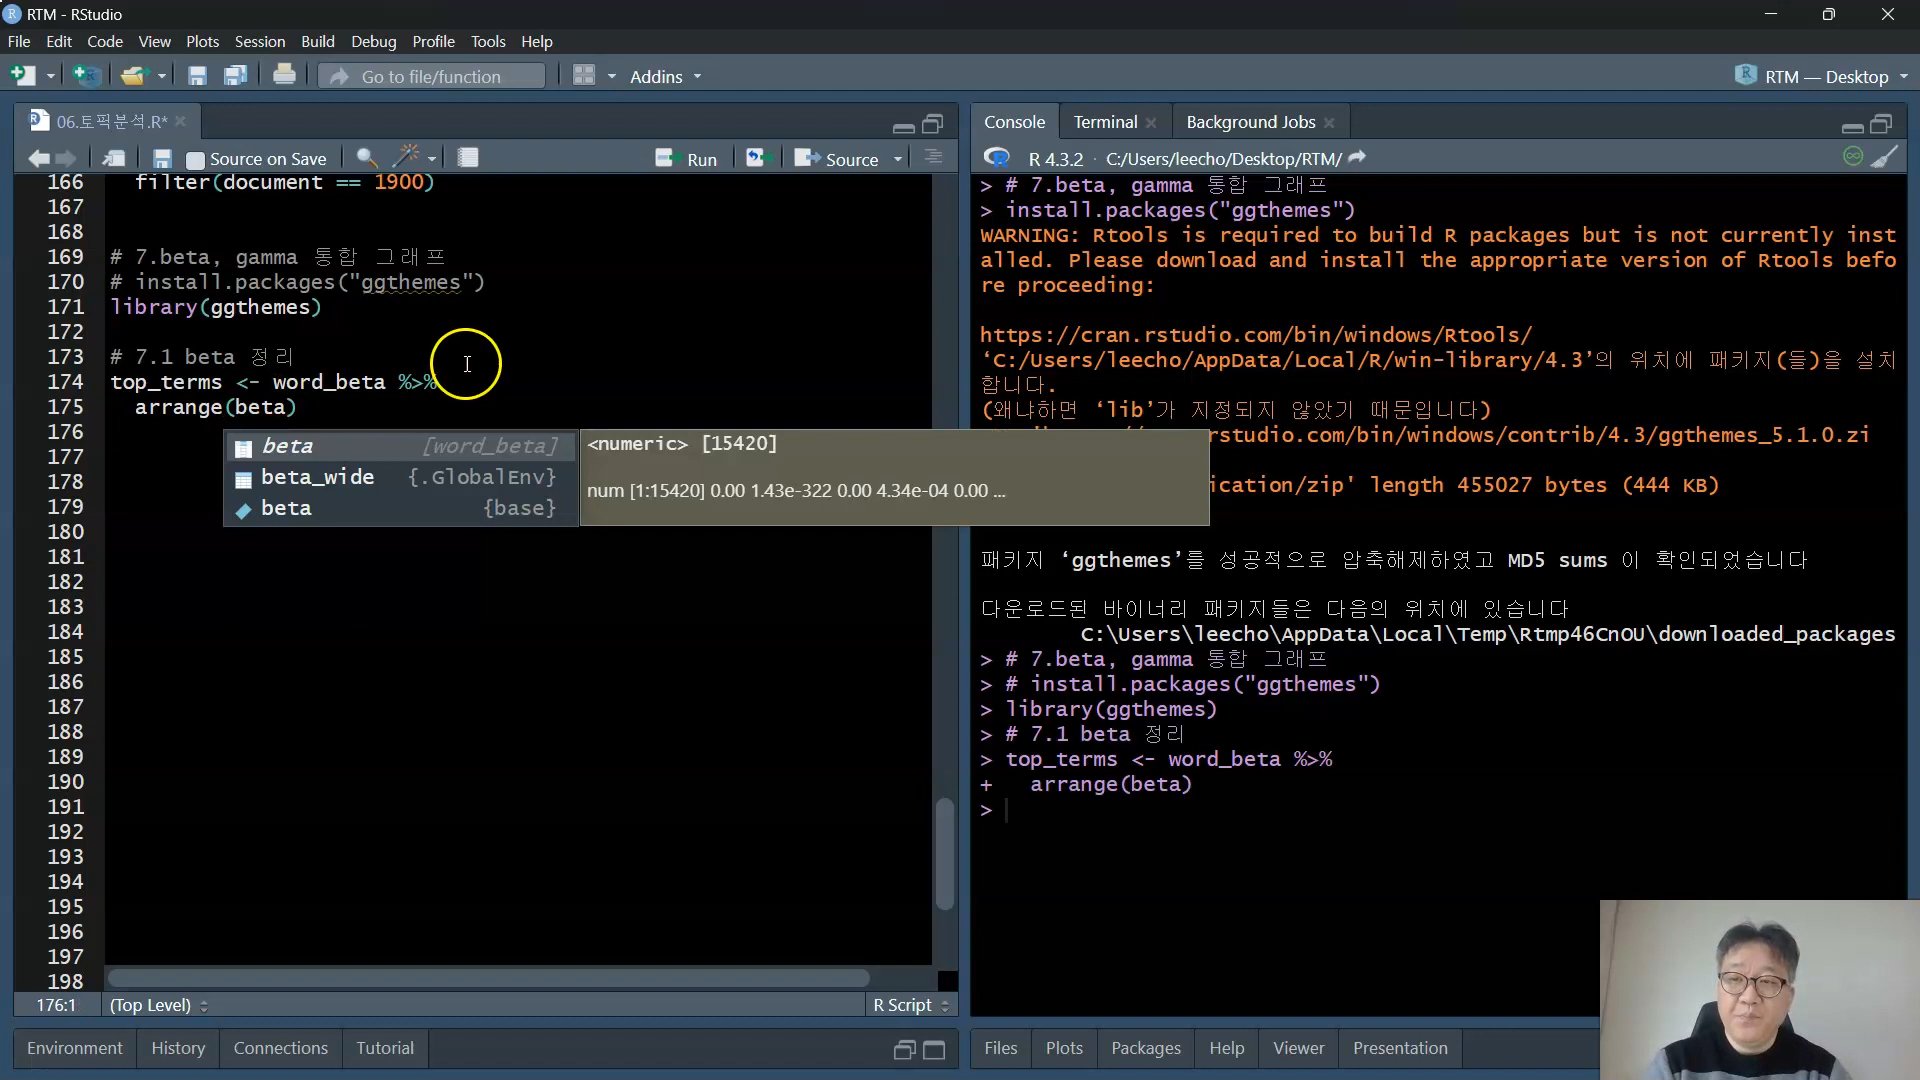 RTM - RStudio
File Edit Code View Plots Session Build Debug Profile Tools Help
Go to file/function
Addins
RTM — Desktop
06.토픽분석.R*
Source on Save
Run
Source
166 filter(document == 1900)
167
168
169 # 7.beta, gamma 통합 그래프
170 # install.packages("ggthemes")
171 library(ggthemes)
172
173 # 7.1 beta 정리
174 top_terms <- word_beta %>%
175 arrange(beta)
176
177
178
179
180
181
182
183
184
185
186
187
188
189
190
191
192
193
194
195
196
197
198
beta [word_beta]
beta_wide {.GlobalEnv}
beta {base}
<numeric> [15420]
num [1:15420] 0.00 1.43e-322 0.00 4.34e-04 0.00 ...
176:1 (Top Level) R Script
Environment History Connections Tutorial
Console Terminal Background Jobs
R 4.3.2 · C:/Users/leecho/Desktop/RTM/
> # 7.beta, gamma 통합 그래프
> install.packages("ggthemes")
WARNING: Rtools is required to build R packages but is not currently inst
alled. Please download and install the appropriate version of Rtools befo
re proceeding:
https://cran.rstudio.com/bin/windows/Rtools/
‘C:/Users/leecho/AppData/Local/R/win-library/4.3’의 위치에 패키지(들)을 설치
합니다.
(왜냐하면 ‘lib’가 지정되지 않았기 때문입니다)
rstudio.com/bin/windows/contrib/4.3/ggthemes_5.1.0.zi
ication/zip' length 455027 bytes (444 KB)
패키지 ‘ggthemes’를 성공적으로 압축해제하였고 MD5 sums 이 확인되었습니다
다운로드된 바이너리 패키지들은 다음의 위치에 있습니다
C:\Users\leecho\AppData\Local\Temp\Rtmp46CnOU\downloaded_packages
> # 7.beta, gamma 통합 그래프
> # install.packages("ggthemes")
> library(ggthemes)
> # 7.1 beta 정리
> top_terms <- word_beta %>%
+ arrange(beta)
>
Files Plots Packages Help Viewer Presentation